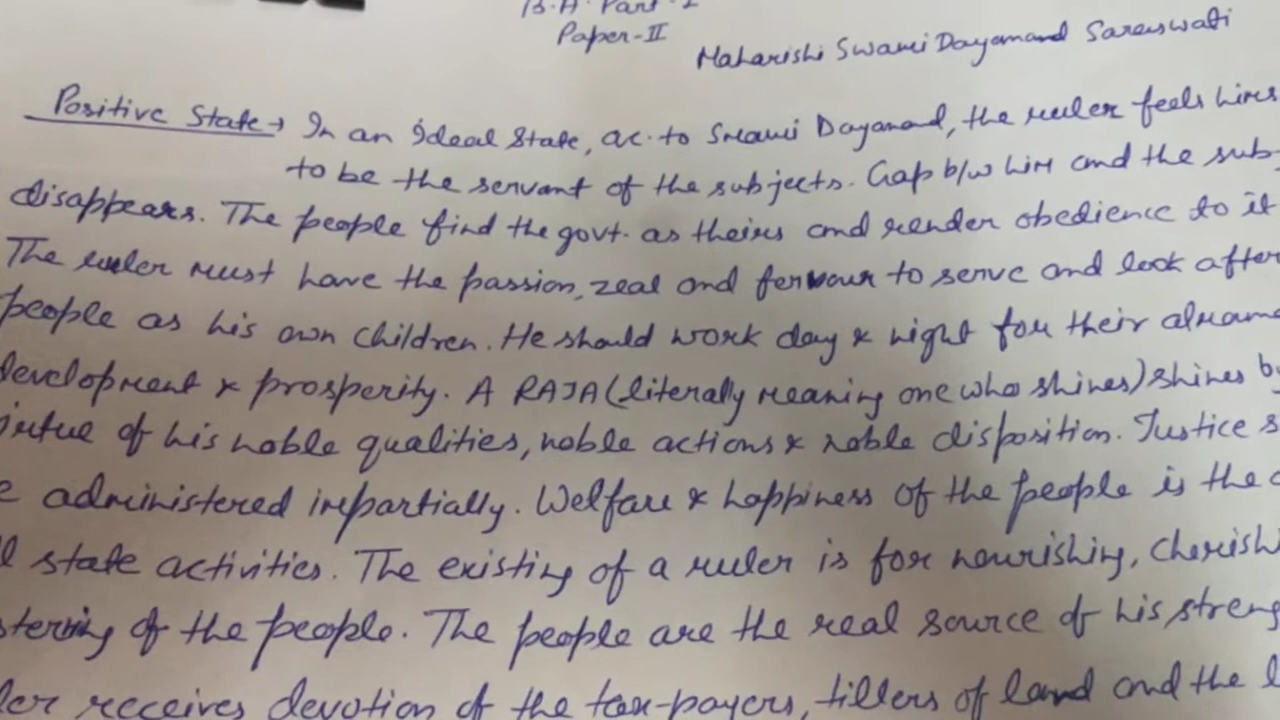 B.A. Part-I
Paper-II
Maharishi Swami Dayanand Saraswati
Positive State → In an ideal State, ac. to Swami Dayanand, the ruler feels hims
to be the servant of the subjects. Gap b/w him and the sub-
disappears. The people find the govt. as theirs and render obedience to it
The ruler must have the passion, zeal and fervour to serve and look after
people as his own children. He should work day & night for their
development & prosperity. A RAJA (literally meaning one who shines) shines by
virtue of his noble qualities, noble actions & noble disposition. Justice s
e administered impartially. Welfare & happiness of the people is the
l state activities. The existing of a ruler is for nourishing, cherish
stering of the people. The people are the real source of his streng
ler receives devotion of the tax-payers, tillers of land and the l